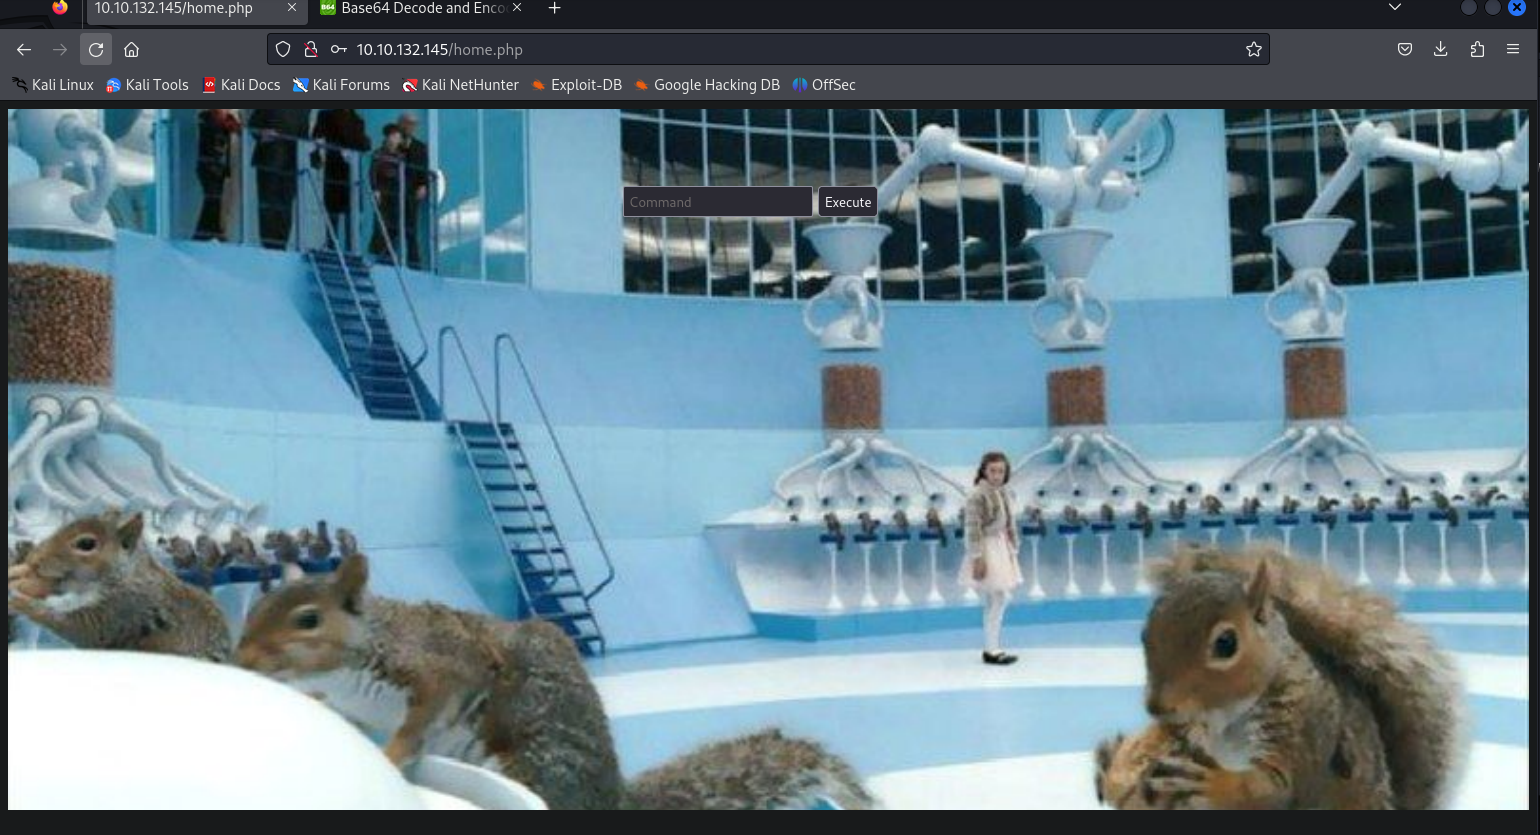 10.10.132.145/home.php
Base64 Decode and Enco
10.10.132.145/home.php
Kali Linux Kali Tools Kali Docs Kali Forums Kali NetHunter Exploit-DB Google Hacking DB OffSec
Command Execute